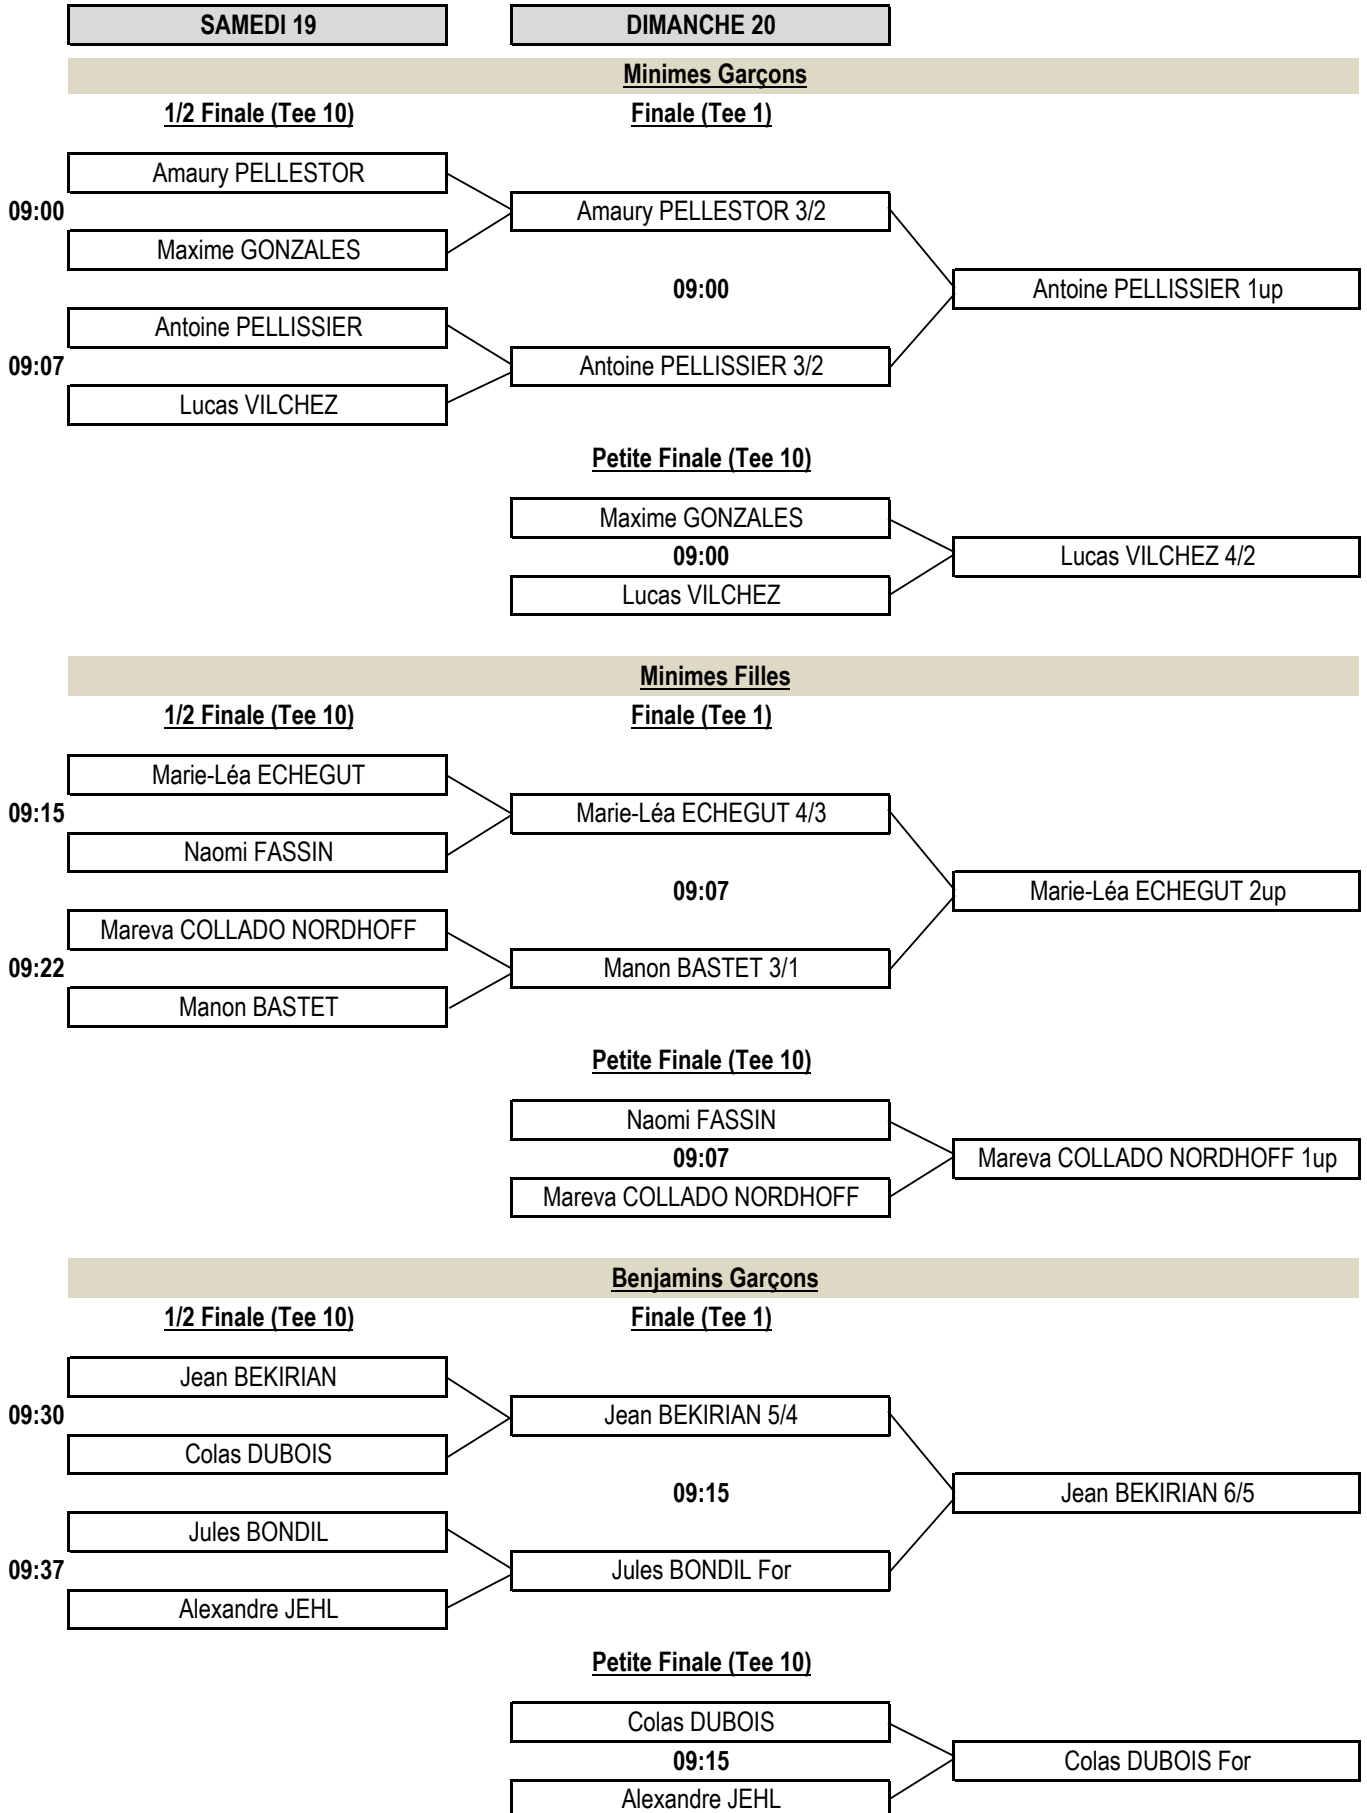 SAMEDI 19
DIMANCHE 20
Minimes Garçons
1/2 Finale (Tee 10)
Finale (Tee 1)
Amaury PELLESTOR
09:00
Amaury PELLESTOR 3/2
Maxime GONZALES
09:00
Antoine PELLISSIER 1up
Antoine PELLISSIER
09:07
Antoine PELLISSIER 3/2
Lucas VILCHEZ
Petite Finale (Tee 10)
Maxime GONZALES
09:00
Lucas VILCHEZ 4/2
Lucas VILCHEZ
Minimes Filles
1/2 Finale (Tee 10)
Finale (Tee 1)
Marie-Léa ECHEGUT
09:15
Marie-Léa ECHEGUT 4/3
Naomi FASSIN
09:07
Marie-Léa ECHEGUT 2up
Mareva COLLADO NORDHOFF
09:22
Manon BASTET 3/1
Manon BASTET
Petite Finale (Tee 10)
Naomi FASSIN
09:07
Mareva COLLADO NORDHOFF 1up
Mareva COLLADO NORDHOFF
Benjamins Garçons
1/2 Finale (Tee 10)
Finale (Tee 1)
Jean BEKIRIAN
09:30
Jean BEKIRIAN 5/4
Colas DUBOIS
09:15
Jean BEKIRIAN 6/5
Jules BONDIL
09:37
Jules BONDIL For
Alexandre JEHL
Petite Finale (Tee 10)
Colas DUBOIS
09:15
Colas DUBOIS For
Alexandre JEHL